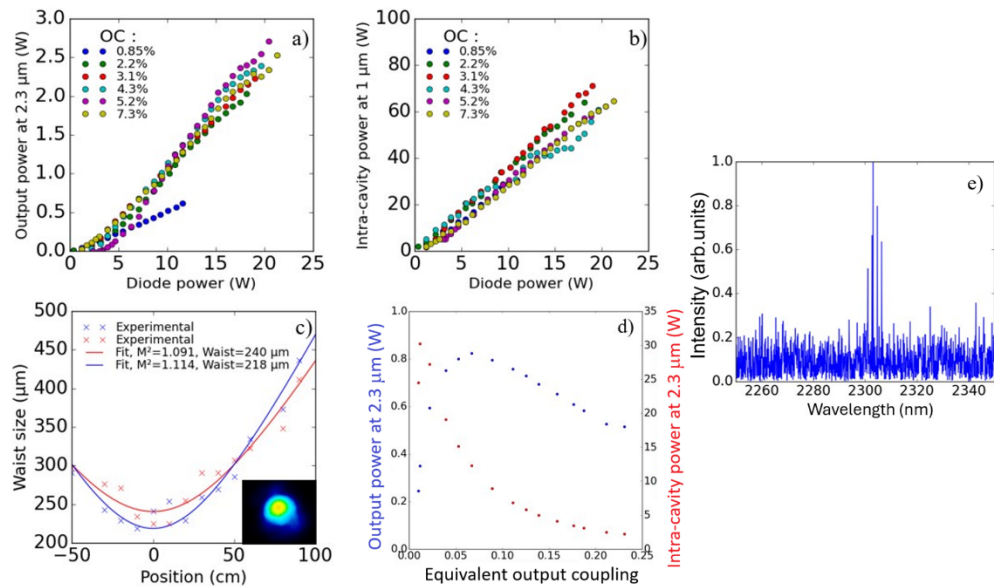 a)
OC :
0.85%
2.2%
3.1%
4.3%
5.2%
7.3%
Output power at 2.3 µm (W)
3.0
2.5
2.0
1.5
1.0
0.5
0.0
0 5 10 15 20 25
Diode power (W)
b)
OC :
0.85%
2.2%
3.1%
4.3%
5.2%
7.3%
Intra-cavity power at 1 µm (W)
100
80
60
40
20
0
0 5 10 15 20 25
Diode power (W)
c)
Experimental
Experimental
Fit, M²=1.091, Waist=240 µm
Fit, M²=1.114, Waist=218 µm
Waist size (µm)
500
450
400
350
300
250
200
−50 0 50 100
Position (cm)
d)
Output power at 2.3 µm (W)
1.0
0.8
0.6
0.4
0.2
0.0
Intra-cavity power at 2.3 µm (W)
35
30
25
20
15
10
5
0
0.00 0.05 0.10 0.15 0.20 0.25
Equivalent output coupling
e)
Intensity (arb.units)
1.0
0.8
0.6
0.4
0.2
0.0
2260 2290 2320 2350
Wavelength (nm)